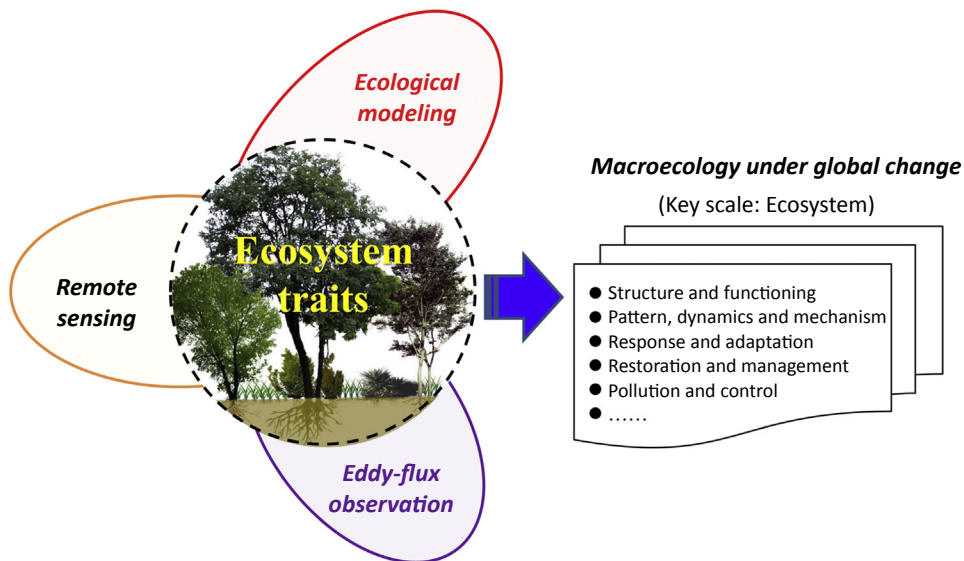 Ecological
modeling
Remote
sensing
Ecosystem
traits
Eddy-flux
observation
Macroecology under global change
(Key scale: Ecosystem)
● Structure and functioning
● Pattern, dynamics and mechanism
● Response and adaptation
● Restoration and management
● Pollution and control
● ......